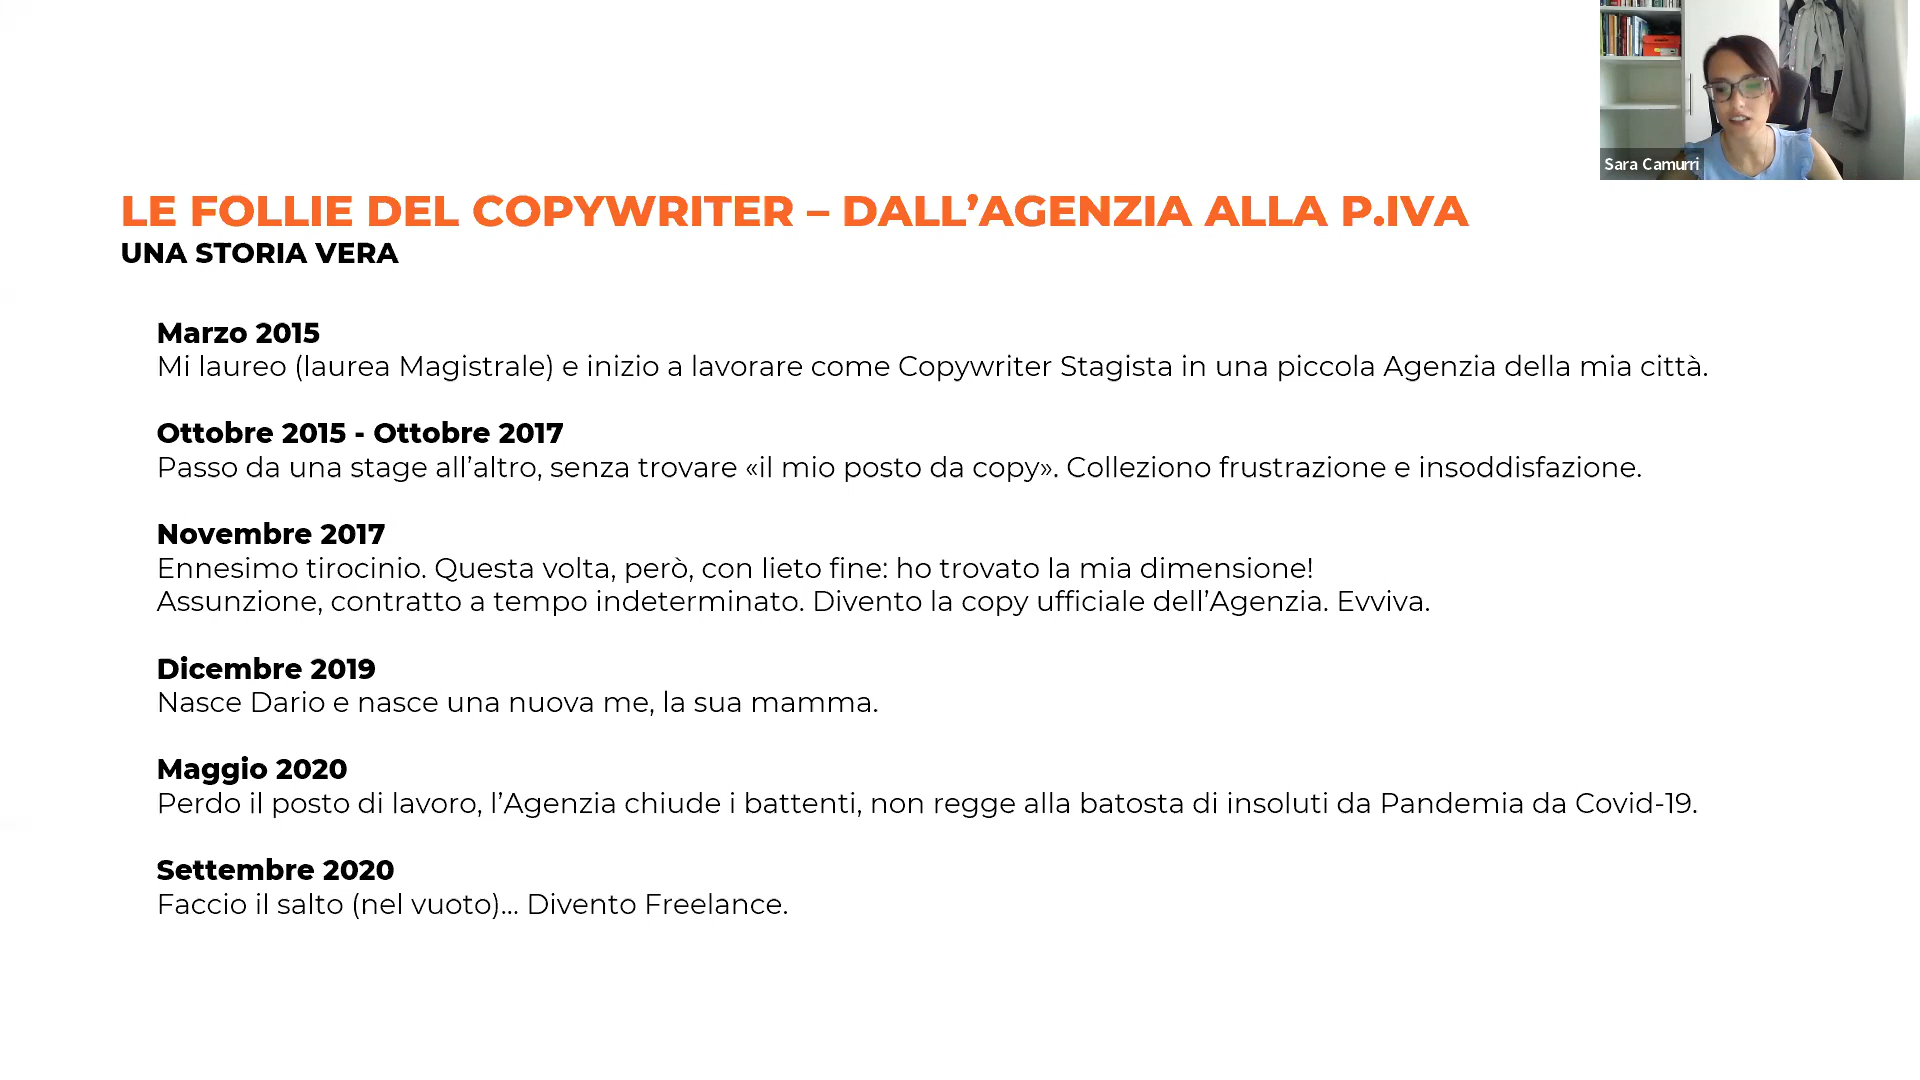 Sara Camurri
LE FOLLIE DEL COPYWRITER – DALL’AGENZIA ALLA P.IVA
UNA STORIA VERA
Marzo 2015
Mi laureo (laurea Magistrale) e inizio a lavorare come Copywriter Stagista in una piccola Agenzia della mia città.
Ottobre 2015 - Ottobre 2017
Passo da una stage all’altro, senza trovare «il mio posto da copy». Colleziono frustrazione e insoddisfazione.
Novembre 2017
Ennesimo tirocinio. Questa volta, però, con lieto fine: ho trovato la mia dimensione!
Assunzione, contratto a tempo indeterminato. Divento la copy ufficiale dell’Agenzia. Evviva.
Dicembre 2019
Nasce Dario e nasce una nuova me, la sua mamma.
Maggio 2020
Perdo il posto di lavoro, l’Agenzia chiude i battenti, non regge alla batosta di insoluti da Pandemia da Covid-19.
Settembre 2020
Faccio il salto (nel vuoto)... Divento Freelance.